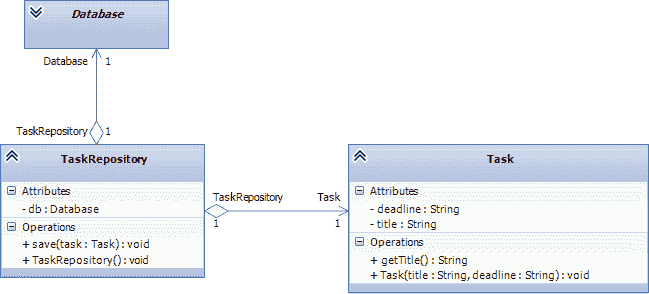 Database
Database 1
TaskRepository 1
TaskRepository
Attributes
- db : Database
Operations
+ save(task : Task) : void
+ TaskRepository() : void
TaskRepository Task
1 1
Task
Attributes
- deadline : String
- title : String
Operations
+ getTitle() : String
+ Task(title : String, deadline : String) : void